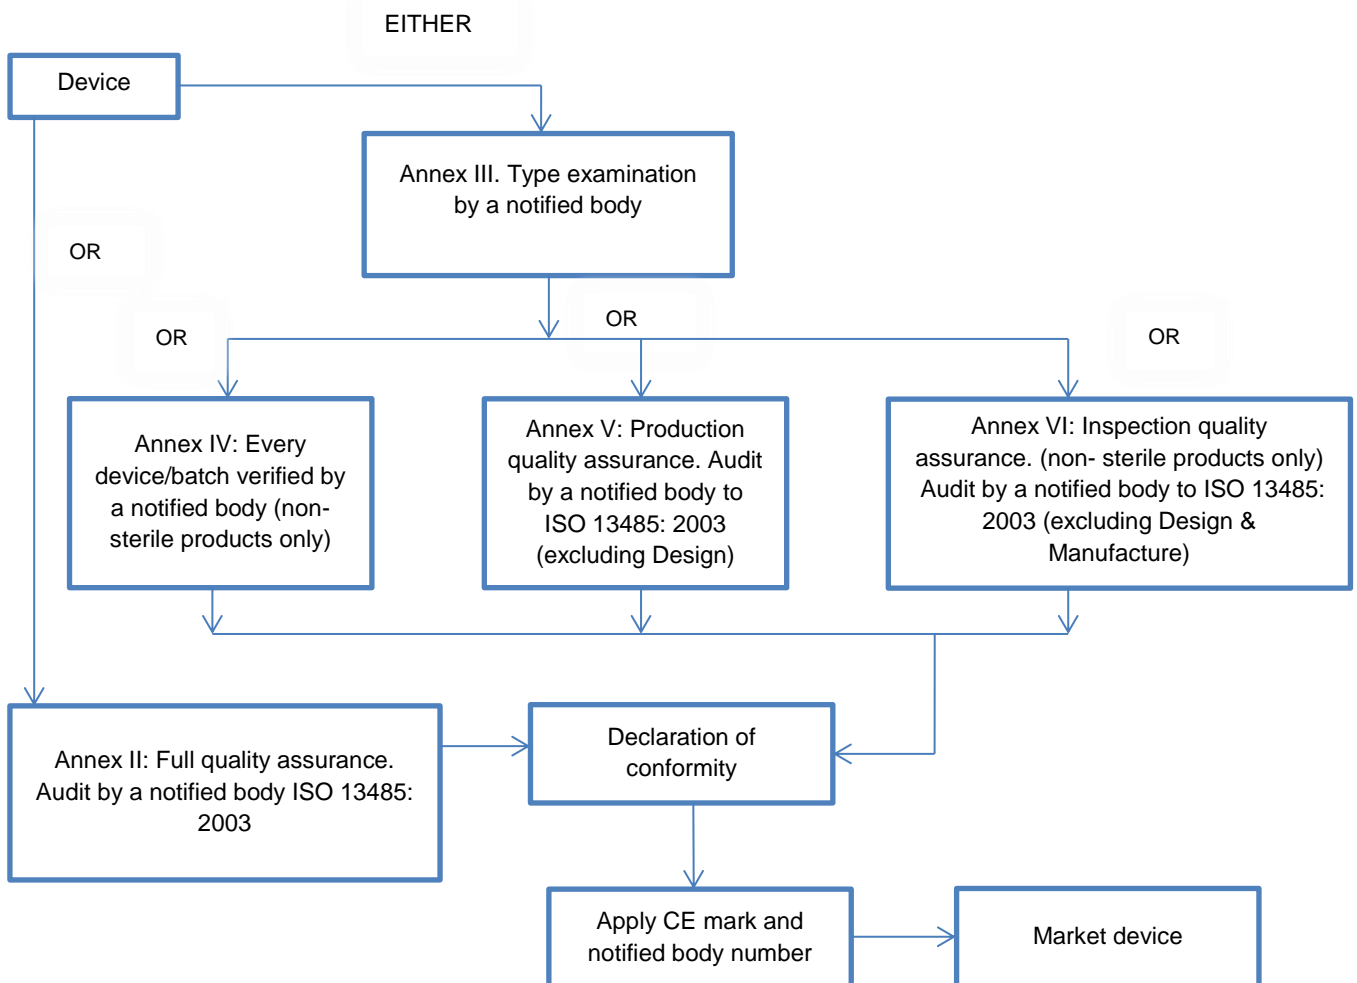 EITHER
Device
Annex III. Type examination
by a notified body
OR
OR
OR
OR
Annex IV: Every
device/batch verified by
a notified body (non-
sterile products only)
Annex V: Production
quality assurance. Audit
by a notified body to
ISO 13485: 2003
(excluding Design)
Annex VI: Inspection quality
assurance. (non- sterile products only)
Audit by a notified body to ISO 13485:
2003 (excluding Design &
Manufacture)
Annex II: Full quality assurance.
Audit by a notified body ISO 13485:
2003
Declaration of
conformity
Apply CE mark and
notified body number
Market device